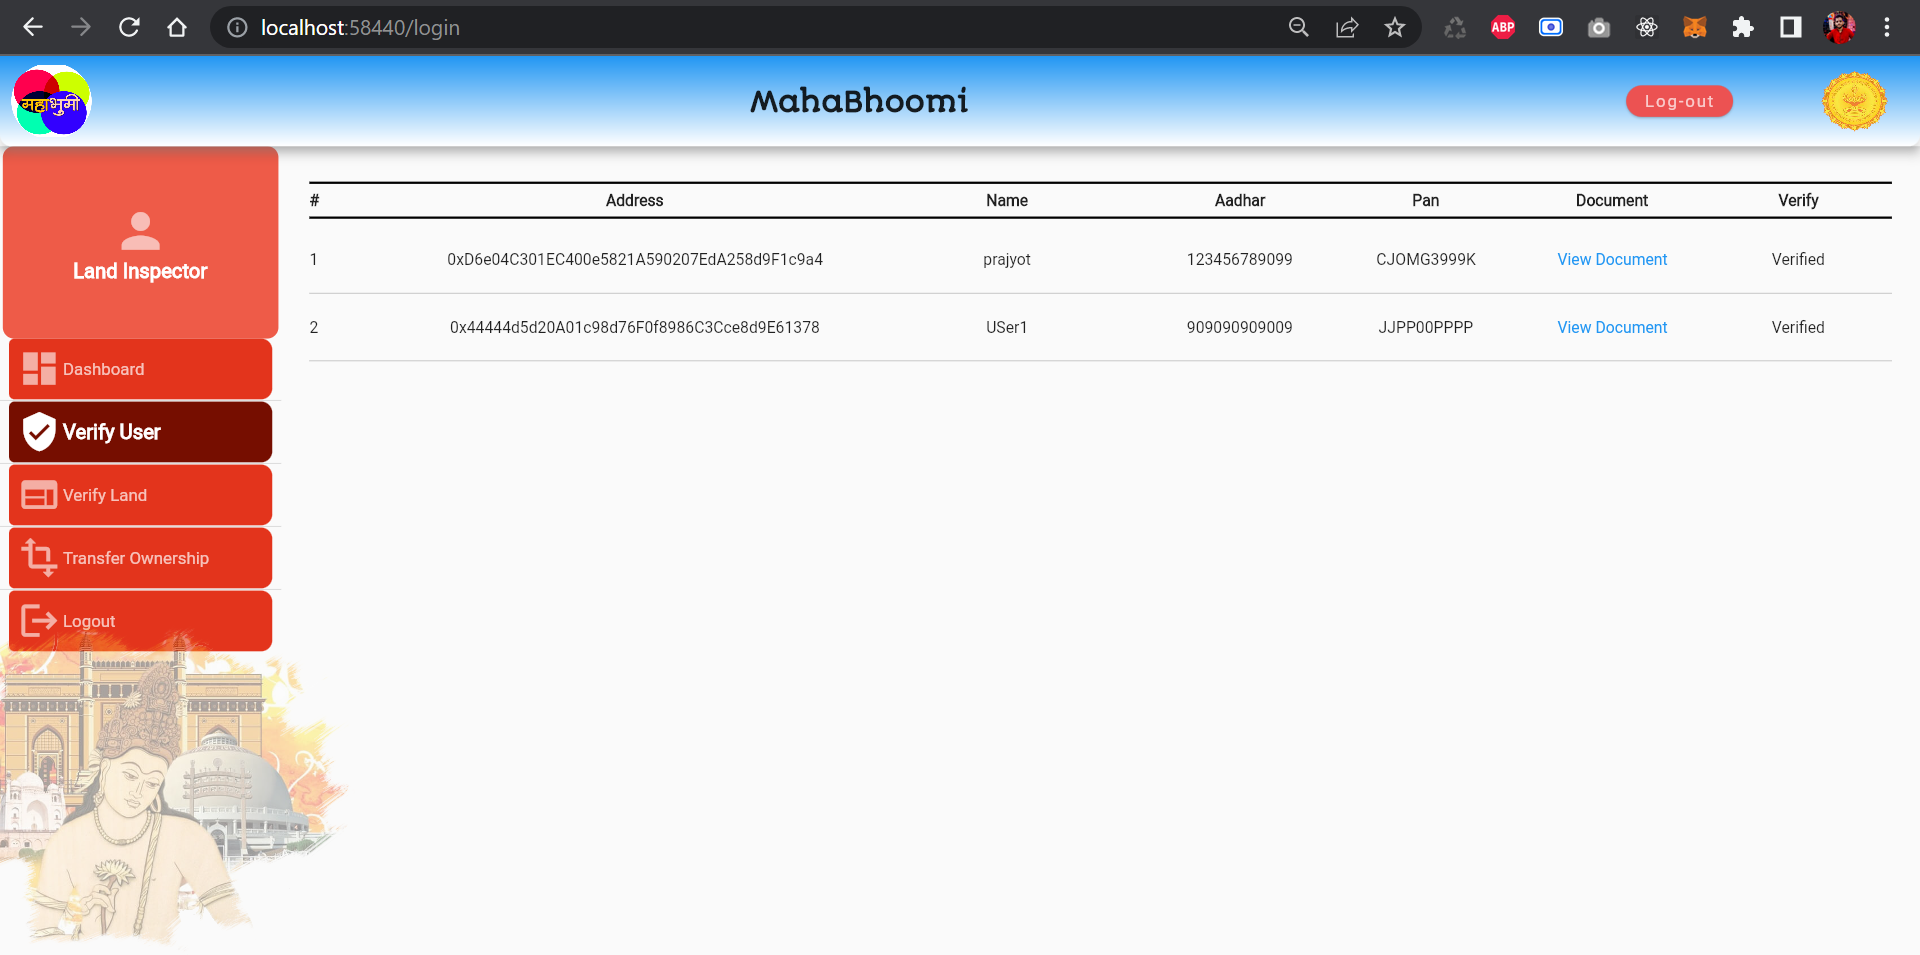 localhost:58440/login
ABP
महाभुमी
MahaBhoomi
Log-out
Land Inspector
Dashboard
Verify User
Verify Land
Transfer Ownership
Logout
# Address Name Aadhar Pan Document Verify
1 0xD6e04C301EC400e5821A590207EdA258d9F1c9a4 prajyot 123456789099 CJOMG3999K View Document Verified
2 0x44444d5d20A01c98d76F0f8986C3Cce8d9E61378 USer1 909090909009 JJPP00PPPP View Document Verified